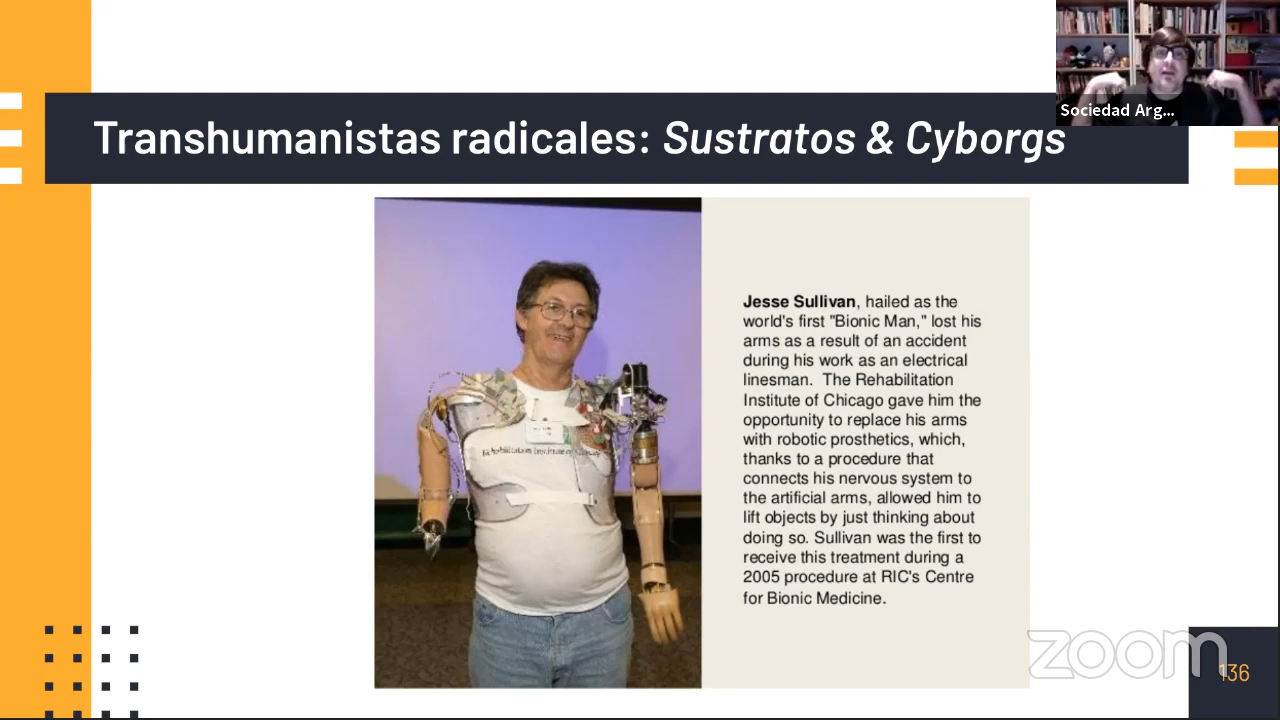 Sociedad Arg...
Transhumanistas radicales: Sustratos & Cyborgs
Jesse Sullivan, hailed as the
world's first "Bionic Man," lost his
arms as a result of an accident
during his work as an electrical
linesman. The Rehabilitation
Institute of Chicago gave him the
opportunity to replace his arms
with robotic prosthetics, which,
thanks to a procedure that
connects his nervous system to
the artificial arms, allowed him to
lift objects by just thinking about
doing so. Sullivan was the first to
receive this treatment during a
2005 procedure at RIC's Centre
for Bionic Medicine.
zoom
136